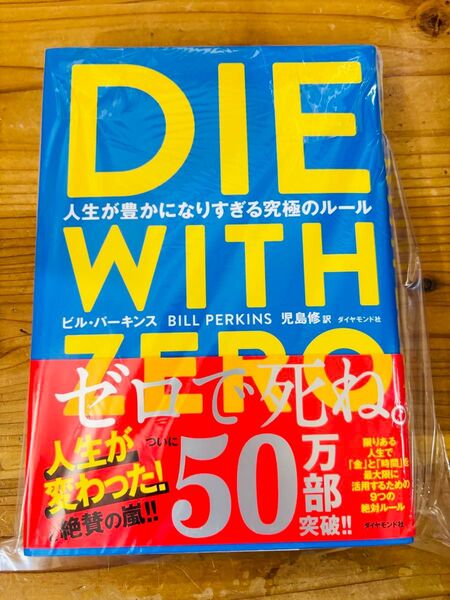 DIE
人生が豊かになりすぎる究極のルール
WITH
ビル・パーキンス BILL PERKINS 児島修 訳 ダイヤモンド社
ZERO
ゼロで死ね。
人生が
変わった!
と絶賛の嵐!!
ついに
50万部
突破!!
限りある
人生で
「金」と「時間」を
最大限に
活用するための
9つの
絶対ルール
ダイヤモンド社